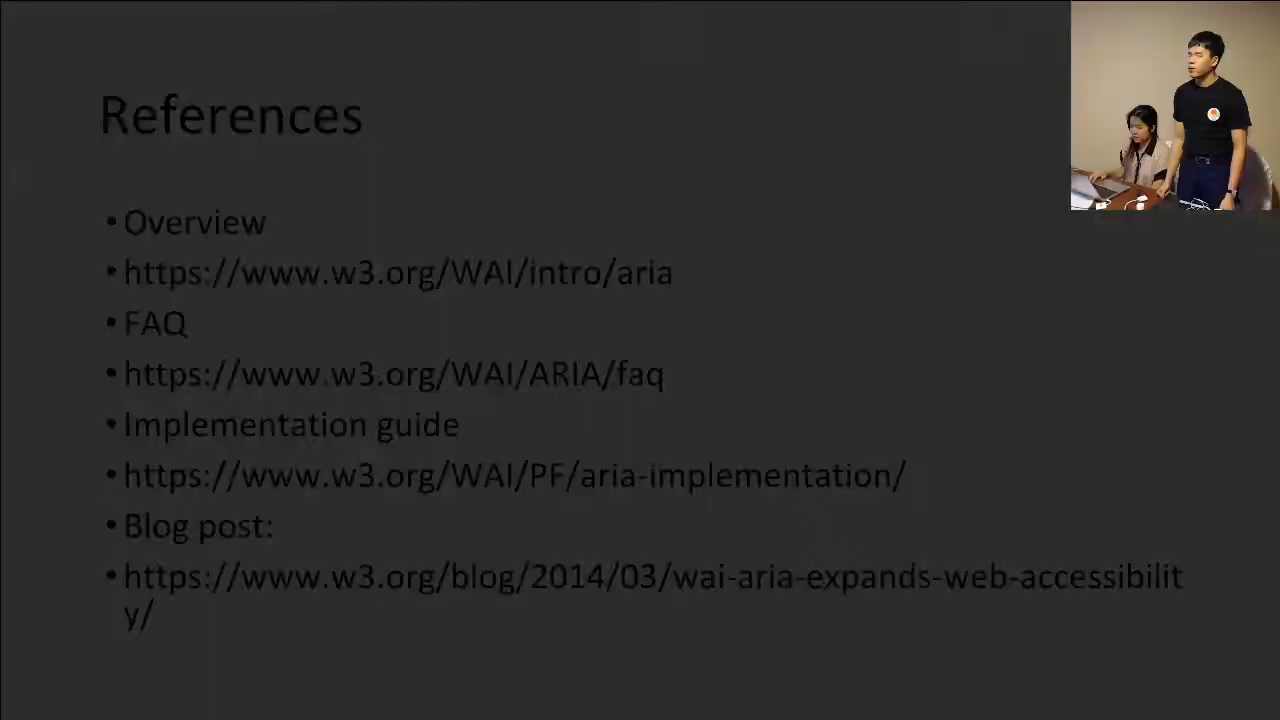 References
• Overview
• https://www.w3.org/WAI/intro/aria
• FAQ
• https://www.w3.org/WAI/ARIA/faq
• Implementation guide
• https://www.w3.org/WAI/PF/aria-implementation/
• Blog post:
• https://www.w3.org/blog/2014/03/wai-aria-expands-web-accessibilit
y/